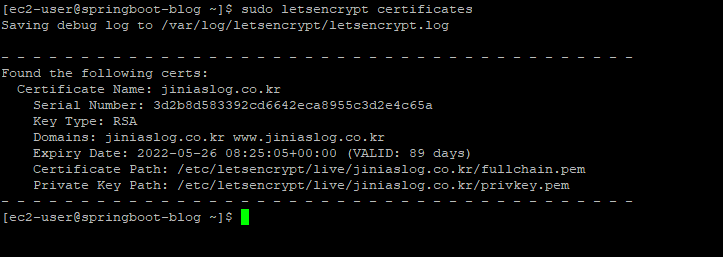 [ec2-user@springboot-blog ~]$ sudo letsencrypt certificates
Saving debug log to /var/log/letsencrypt/letsencrypt.log
- - - - - - - - - - - - - - - - - - - - - - - - - - - - - - - - - - - - - - - -
Found the following certs:
  Certificate Name: jiniaslog.co.kr
    Serial Number: 3d2b8d583392cd6642eca8955c3d2e4c65a
    Key Type: RSA
    Domains: jiniaslog.co.kr www.jiniaslog.co.kr
    Expiry Date: 2022-05-26 08:25:05+00:00 (VALID: 89 days)
    Certificate Path: /etc/letsencrypt/live/jiniaslog.co.kr/fullchain.pem
    Private Key Path: /etc/letsencrypt/live/jiniaslog.co.kr/privkey.pem
- - - - - - - - - - - - - - - - - - - - - - - - - - - - - - - - - - - - - - - -
[ec2-user@springboot-blog ~]$